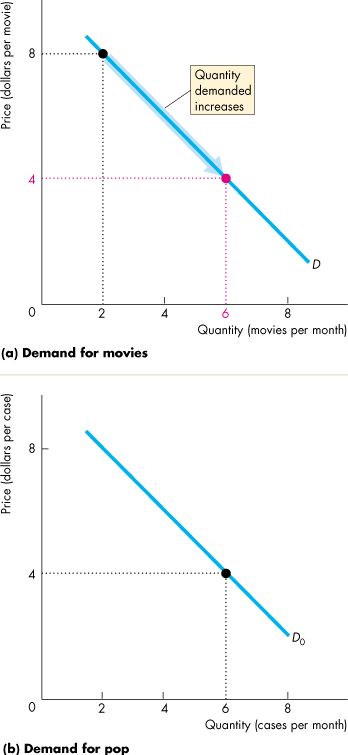 Price (dollars per movie)
8
Quantity
demanded
increases
4
D
0
2
4
6
8
Quantity (movies per month)
(a) Demand for movies
Price (dollars per case)
8
4
D0
0
2
4
6
8
Quantity (cases per month)
(b) Demand for pop